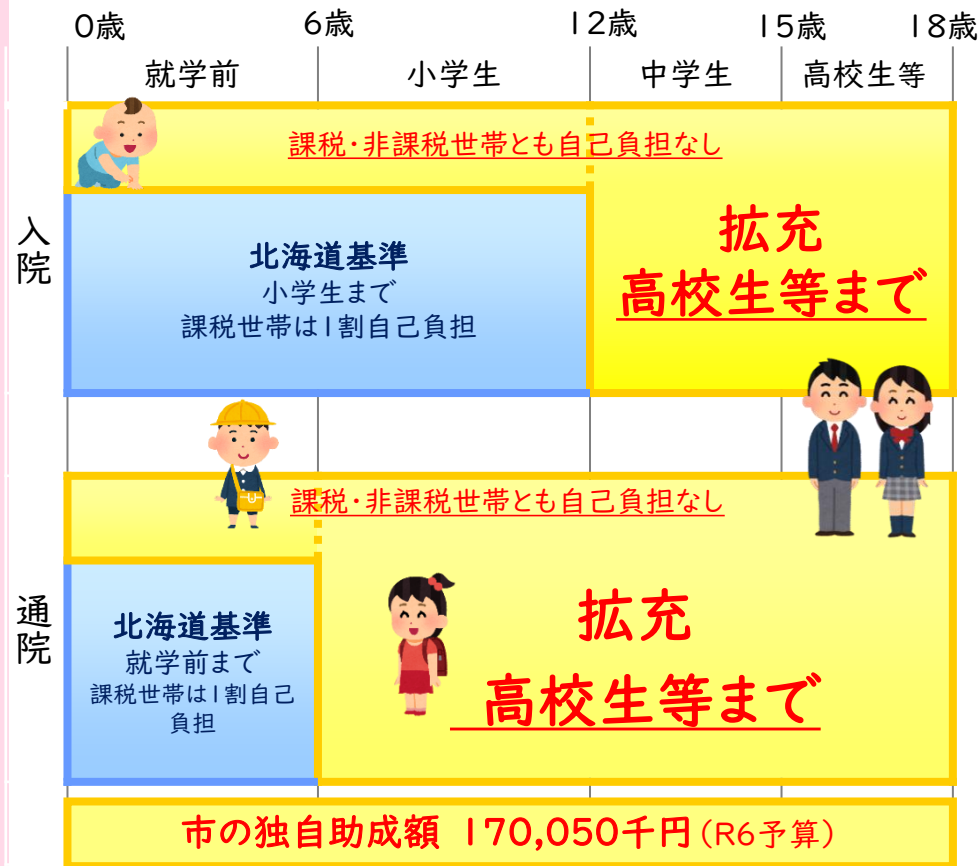 0歳 6歳 12歳 15歳 18歳
就学前 小学生 中学生 高校生等
入院
課税・非課税世帯とも自己負担なし
北海道基準
小学生まで
課税世帯は1割自己負担
拡充
高校生等まで
通院
課税・非課税世帯とも自己負担なし
北海道基準
就学前まで
課税世帯は1割自己
負担
拡充
高校生等まで
市の独自助成額 170,050千円(R6予算)